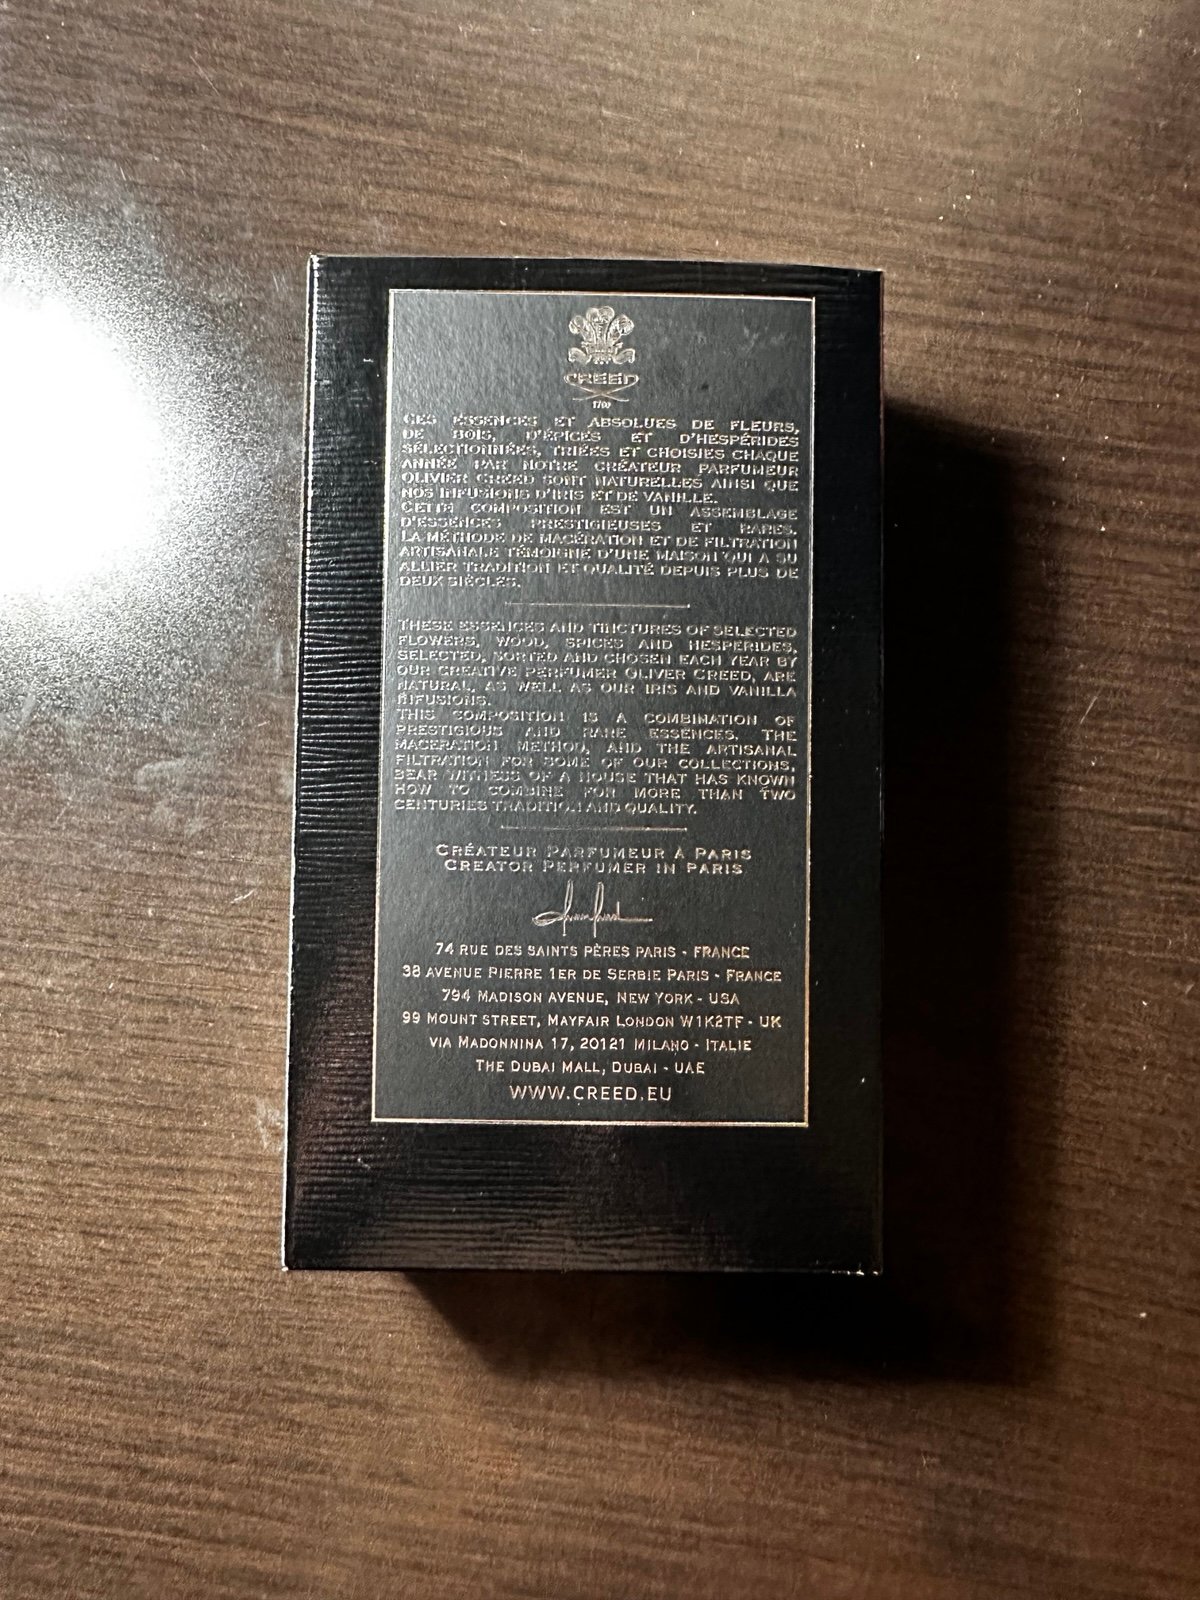 CREED
1760
CES ESSENCES ET ABSOLUES DE FLEURS,
DE BOIS, D'ÉPICES ET D'HESPÉRIDES
SÉLECTIONNÉES, TRIÉES ET CHOISIES CHAQUE
ANNÉE PAR NOTRE CRÉATEUR PARFUMEUR
OLIVIER CREED SONT NATURELLES AINSI QUE
NOS INFUSIONS D'IRIS ET DE VANILLE.
CETTE COMPOSITION EST UN ASSEMBLAGE
D'ESSENCES PRESTIGIEUSES ET RARES.
LA MÉTHODE DE MACÉRATION ET DE FILTRATION
ARTISANALE TÉMOIGNE D'UNE MAISON QUI A SU
ALLIER TRADITION ET QUALITÉ DEPUIS PLUS DE
DEUX SIÈCLES.
THESE ESSENCES AND TINCTURES OF SELECTED
FLOWERS, WOOD, SPICES AND HESPERIDES,
SELECTED, SORTED AND CHOSEN EACH YEAR BY
OUR CREATIVE PERFUMER OLIVER CREED, ARE
NATURAL, AS WELL AS OUR IRIS AND VANILLA
INFUSIONS.
THIS COMPOSITION IS A COMBINATION OF
PRESTIGIOUS AND RARE ESSENCES. THE
MACERATION METHOD, AND THE ARTISANAL
FILTRATION FOR SOME OF OUR COLLECTIONS,
BEAR WITNESS OF A HOUSE THAT HAS KNOWN
HOW TO COMBINE FOR MORE THAN TWO
CENTURIES TRADITION AND QUALITY.
CRÉATEUR PARFUMEUR À PARIS
CREATOR PERFUMER IN PARIS
74 RUE DES SAINTS PÈRES PARIS - FRANCE
38 AVENUE PIERRE 1ER DE SERBIE PARIS - FRANCE
794 MADISON AVENUE, NEW YORK - USA
99 MOUNT STREET, MAYFAIR LONDON W1K2TF - UK
VIA MADONNINA 17, 20121 MILANO - ITALIE
THE DUBAI MALL, DUBAI - UAE
WWW.CREED.EU